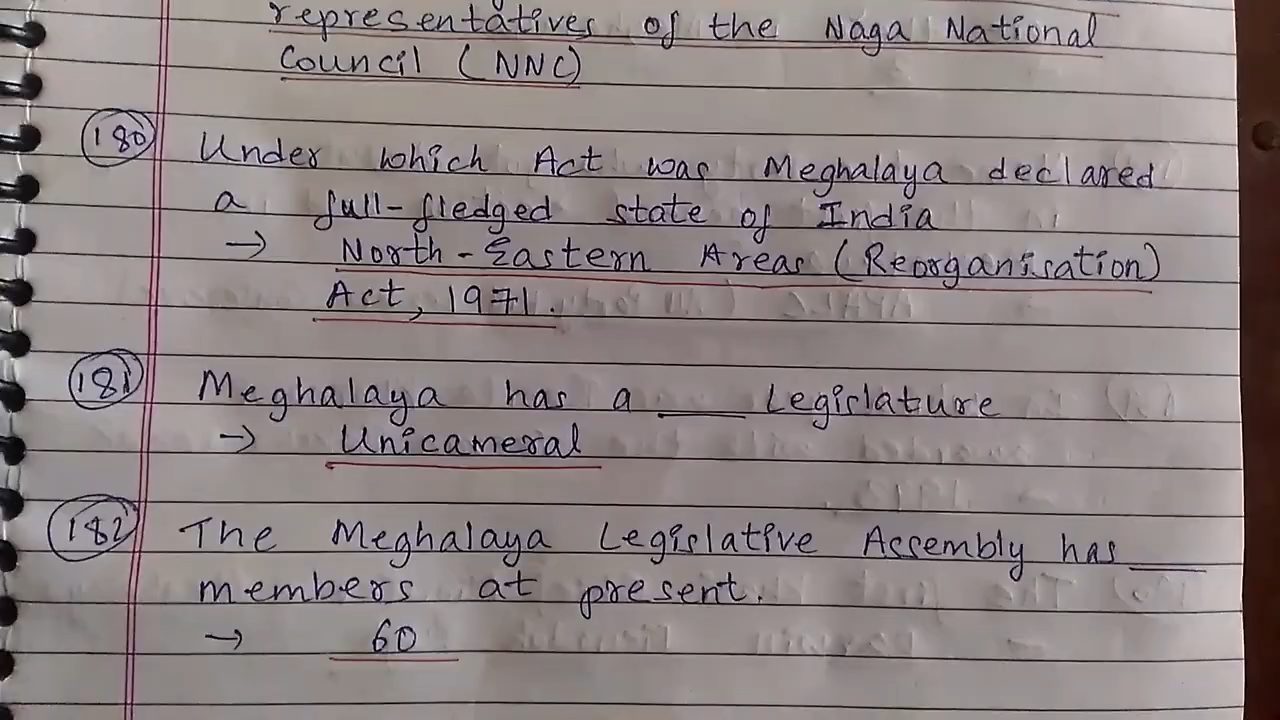 representatives of the Naga National
Council (NNC)
180 Under which Act was Meghalaya declared
a full-fledged state of India
→ North-Eastern Areas (Reorganisation)
Act, 1971.
181 Meghalaya has a ___ Legislature
→ Unicameral
182 The Meghalaya Legislative Assembly has ___
members at present.
→ 60